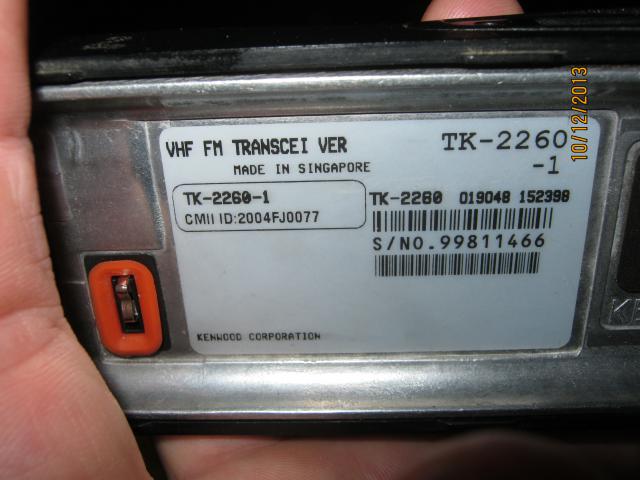 VHF FM TRANSCEI VER
TK-2260
-1
MADE IN SINGAPORE
TK-2260-1
CMII ID:2004FJ0077
TK-2260 019048 152398
S/NO.99811466
KENWOOD CORPORATION
KE
10/12/2013